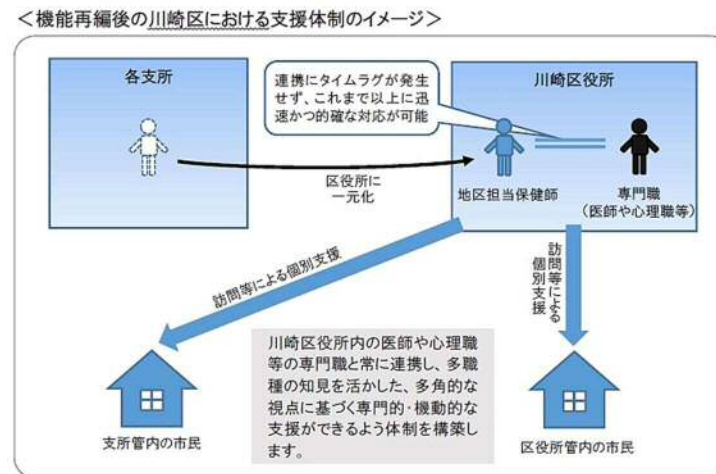 ＜機能再編後の川崎区における支援体制のイメージ＞
各支所
連携にタイムラグが発生
せず、これまで以上に迅
速かつ的確な対応が可能
川崎区役所
区役所に
一元化
地区担当保健師
専門職
（医師や心理職等）
訪問等による個別支援
訪問等による
個別支援
川崎区役所内の医師や心理職
等の専門職と常に連携し、多職
種の知見を活かした、多角的な
視点に基づく専門的・機動的な
支援ができるよう体制を構築し
ます。
支所管内の市民
区役所管内の市民